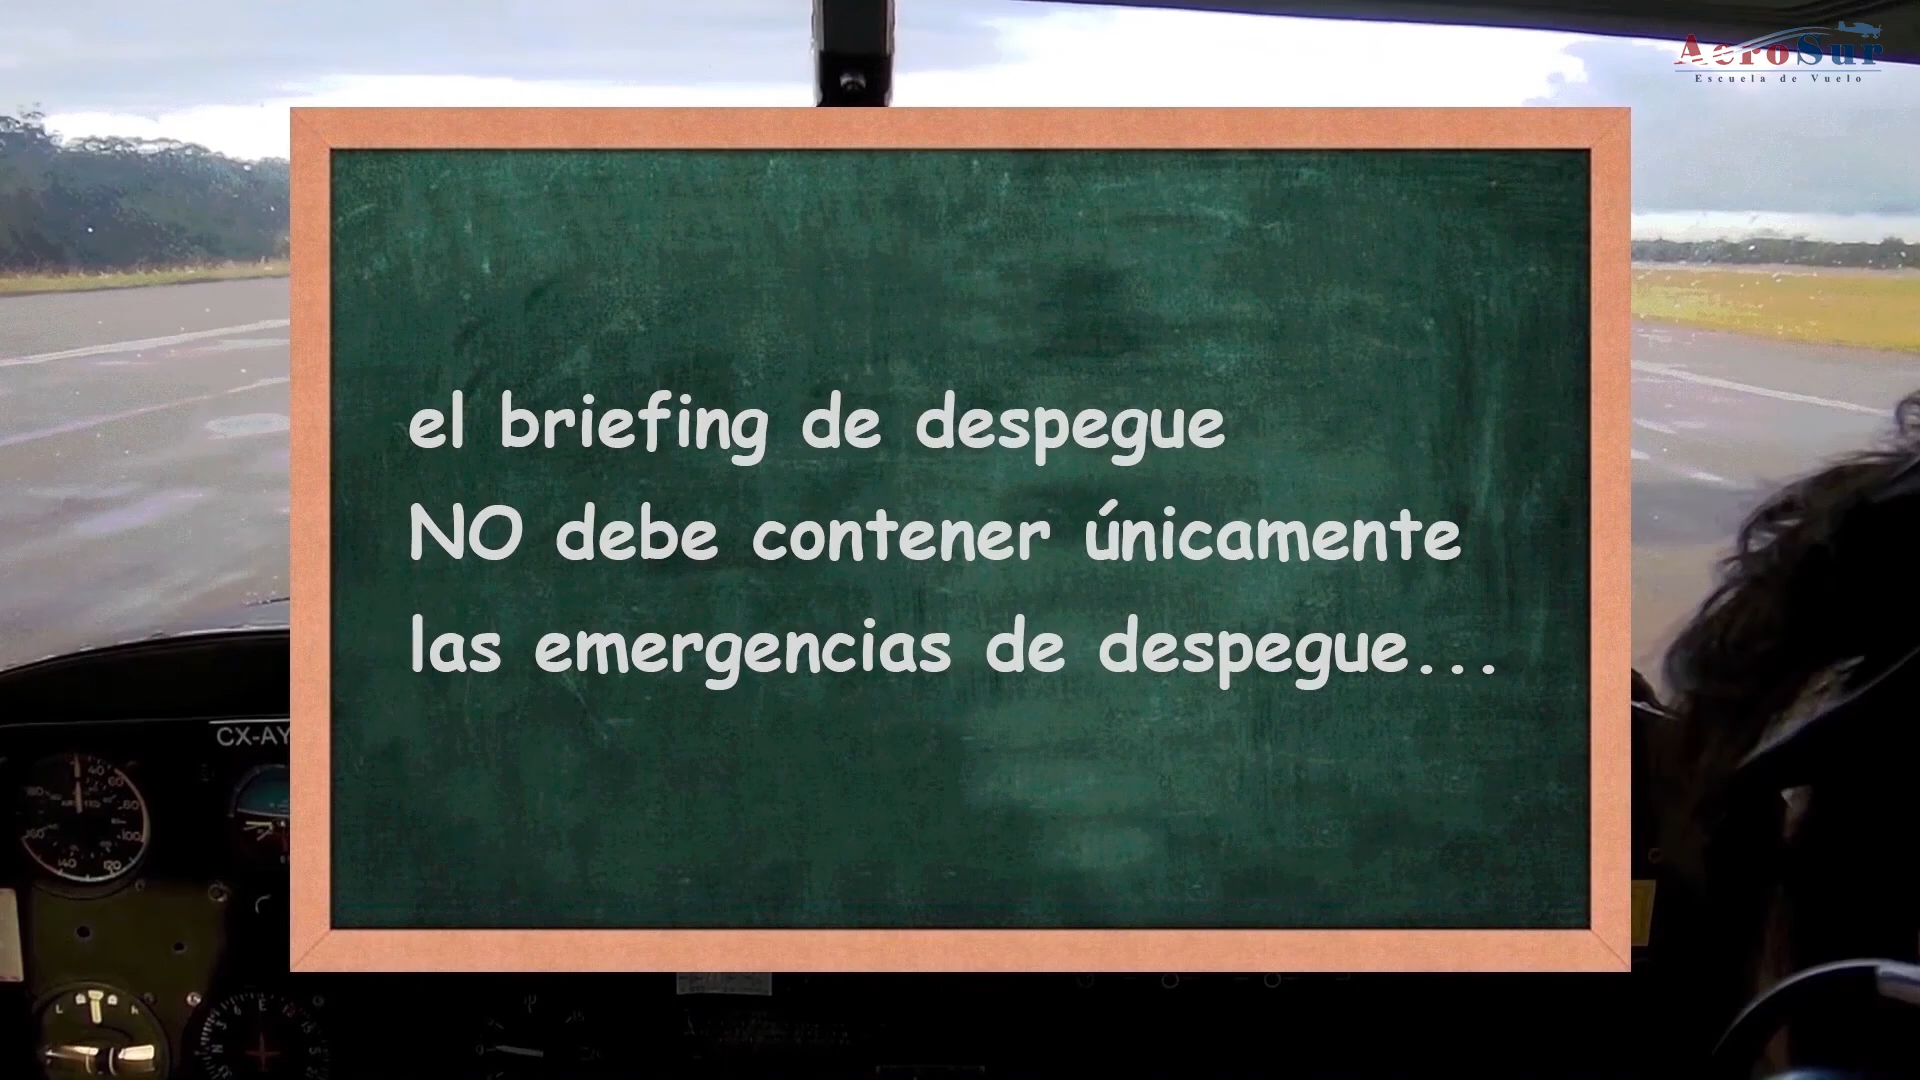 AeroSur
Escuela de Vuelo
el briefing de despegue
NO debe contener únicamente
las emergencias de despegue...
CX-AY